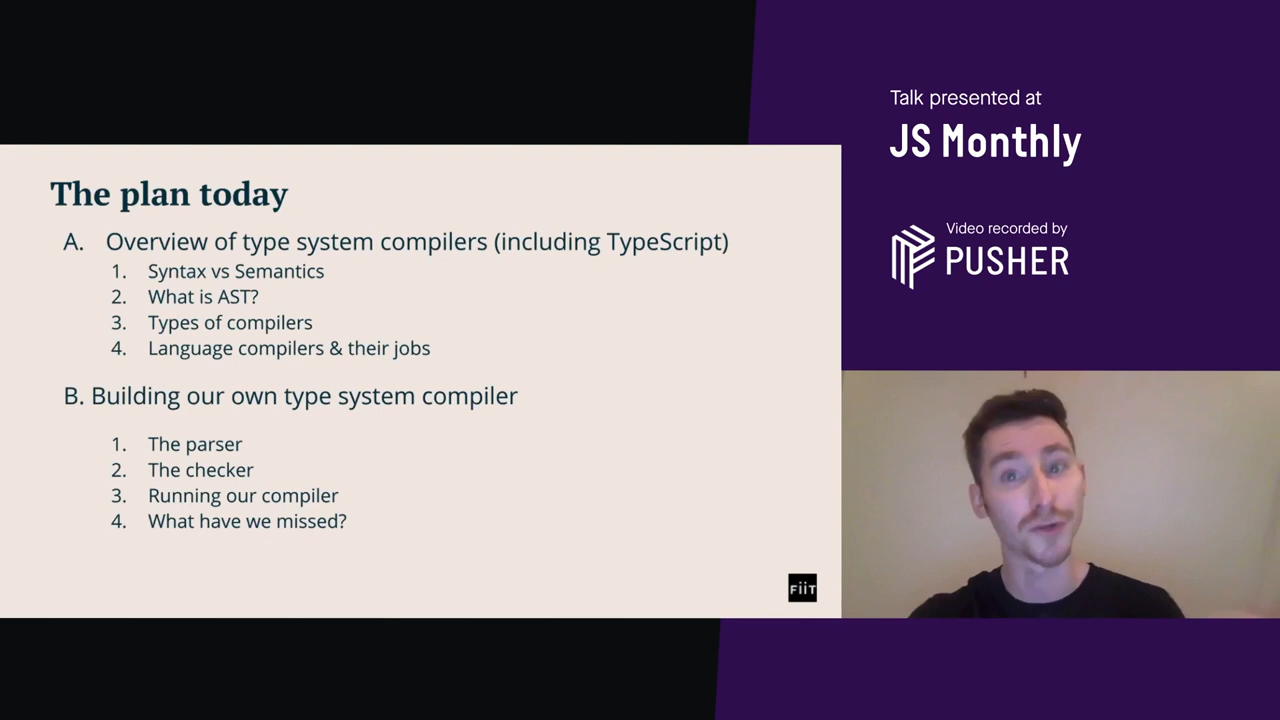 The plan today
A. Overview of type system compilers (including TypeScript)
1. Syntax vs Semantics
2. What is AST?
3. Types of compilers
4. Language compilers & their jobs
B. Building our own type system compiler
1. The parser
2. The checker
3. Running our compiler
4. What have we missed?
FiiT
Talk presented at
JS Monthly
Video recorded by
PUSHER